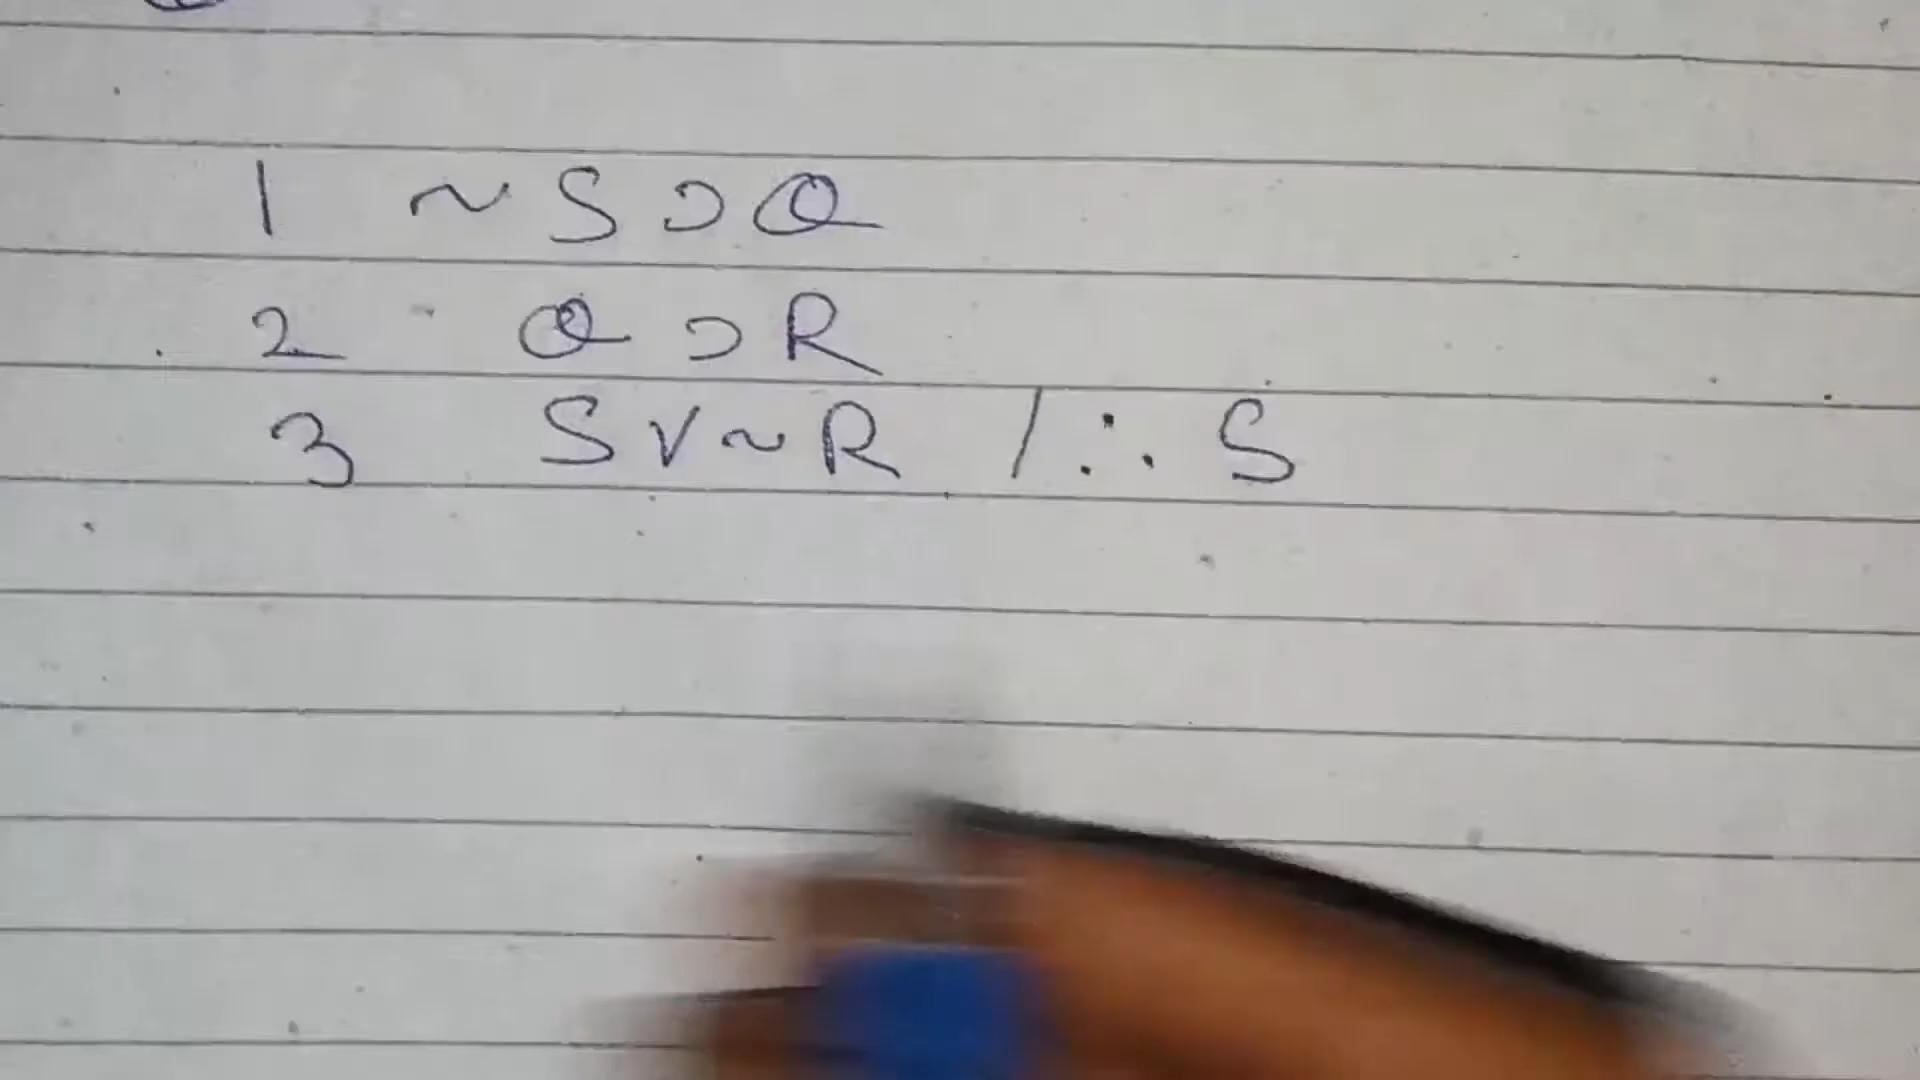 1 ~ S ⊃ Q
2 Q ⊃ R
3 S v ~ R / ∴ S